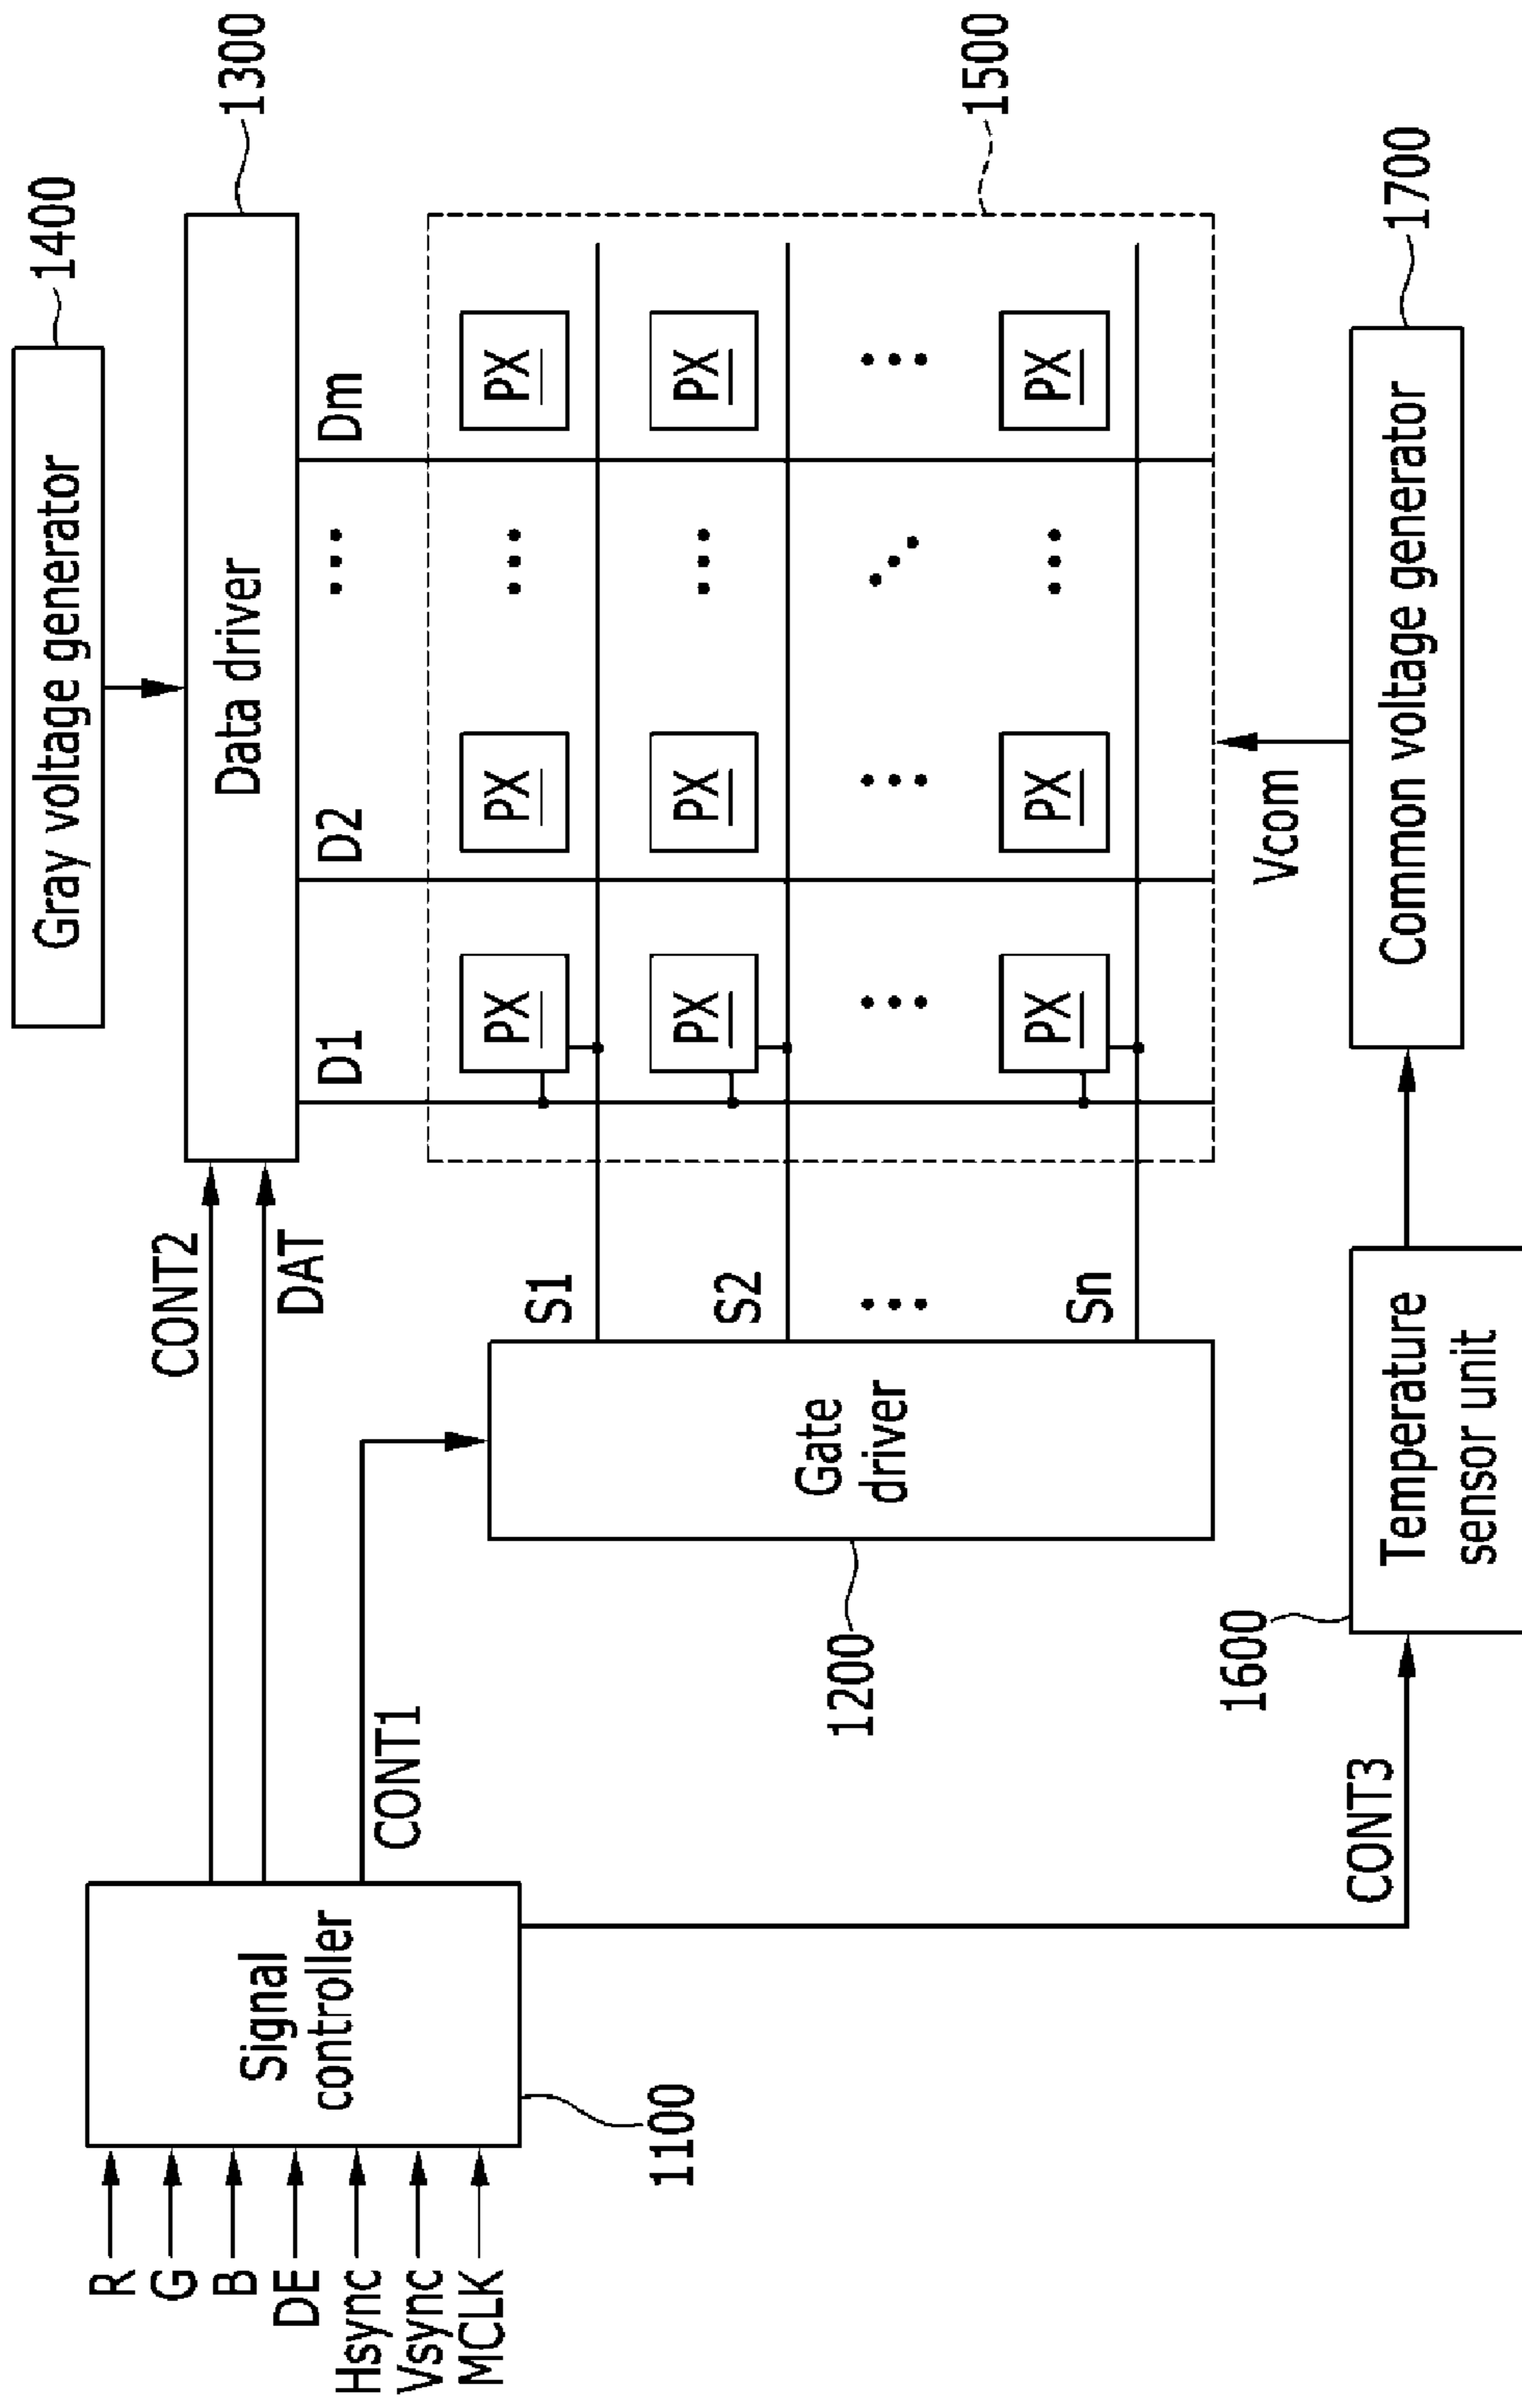 Gray voltage generator
1400
CONT2
DAT
Data driver
1300
R
G
B
DE
Hsync
Vsync
MCLK
Signal
controller
1100
CONT1
D1
D2
...
Dm
S1
PX
PX
...
PX
S2
PX
PX
...
PX
...
Sn
PX
PX
...
PX
Gate
driver
1200
1500
Vcom
CONT3
1600
Temperature
sensor unit
Common voltage generator
1700